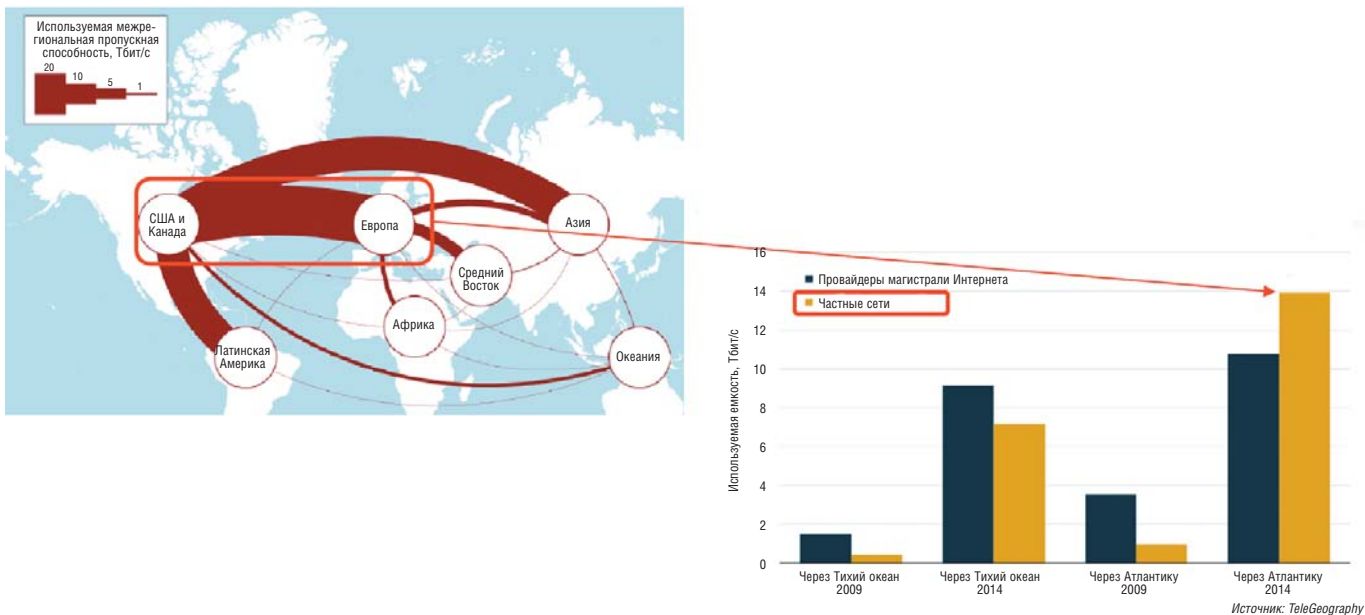 Используемая межре-
гиональная пропускная
способность, Тбит/с
20
10
5
1
США и
Канада
Европа
Азия
Средний
Восток
Африка
Латинская
Америка
Океания
16
14
12
10
8
6
4
2
0
Используемая емкость, Тбит/с
Провайдеры магистрали Интернета
Частные сети
Через Тихий океан
2009
Через Тихий океан
2014
Через Атлантику
2009
Через Атлантику
2014
Источник: TeleGeography